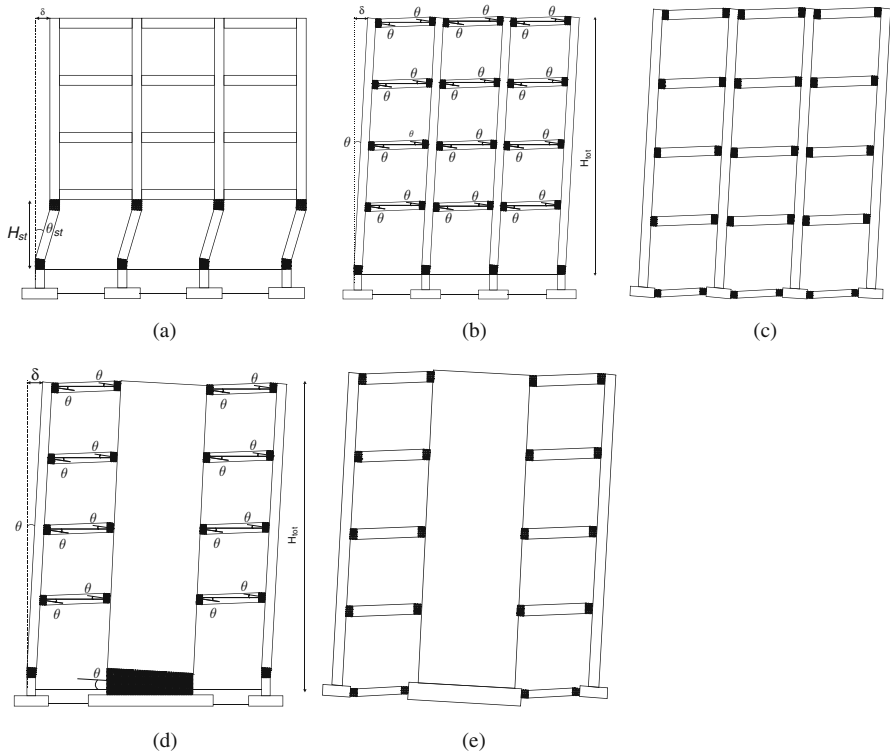 δ
H_st
θ_st
(a)
δ
θ θ θ θ θ θ
θ θ θ θ θ θ
θ θ θ θ θ θ
θ θ θ θ θ θ
θ
H_tot
(b)
(c)
δ
θ θ θ θ
θ θ θ θ
θ θ θ θ
θ θ θ θ
θ
θ
H_tot
(d)
(e)